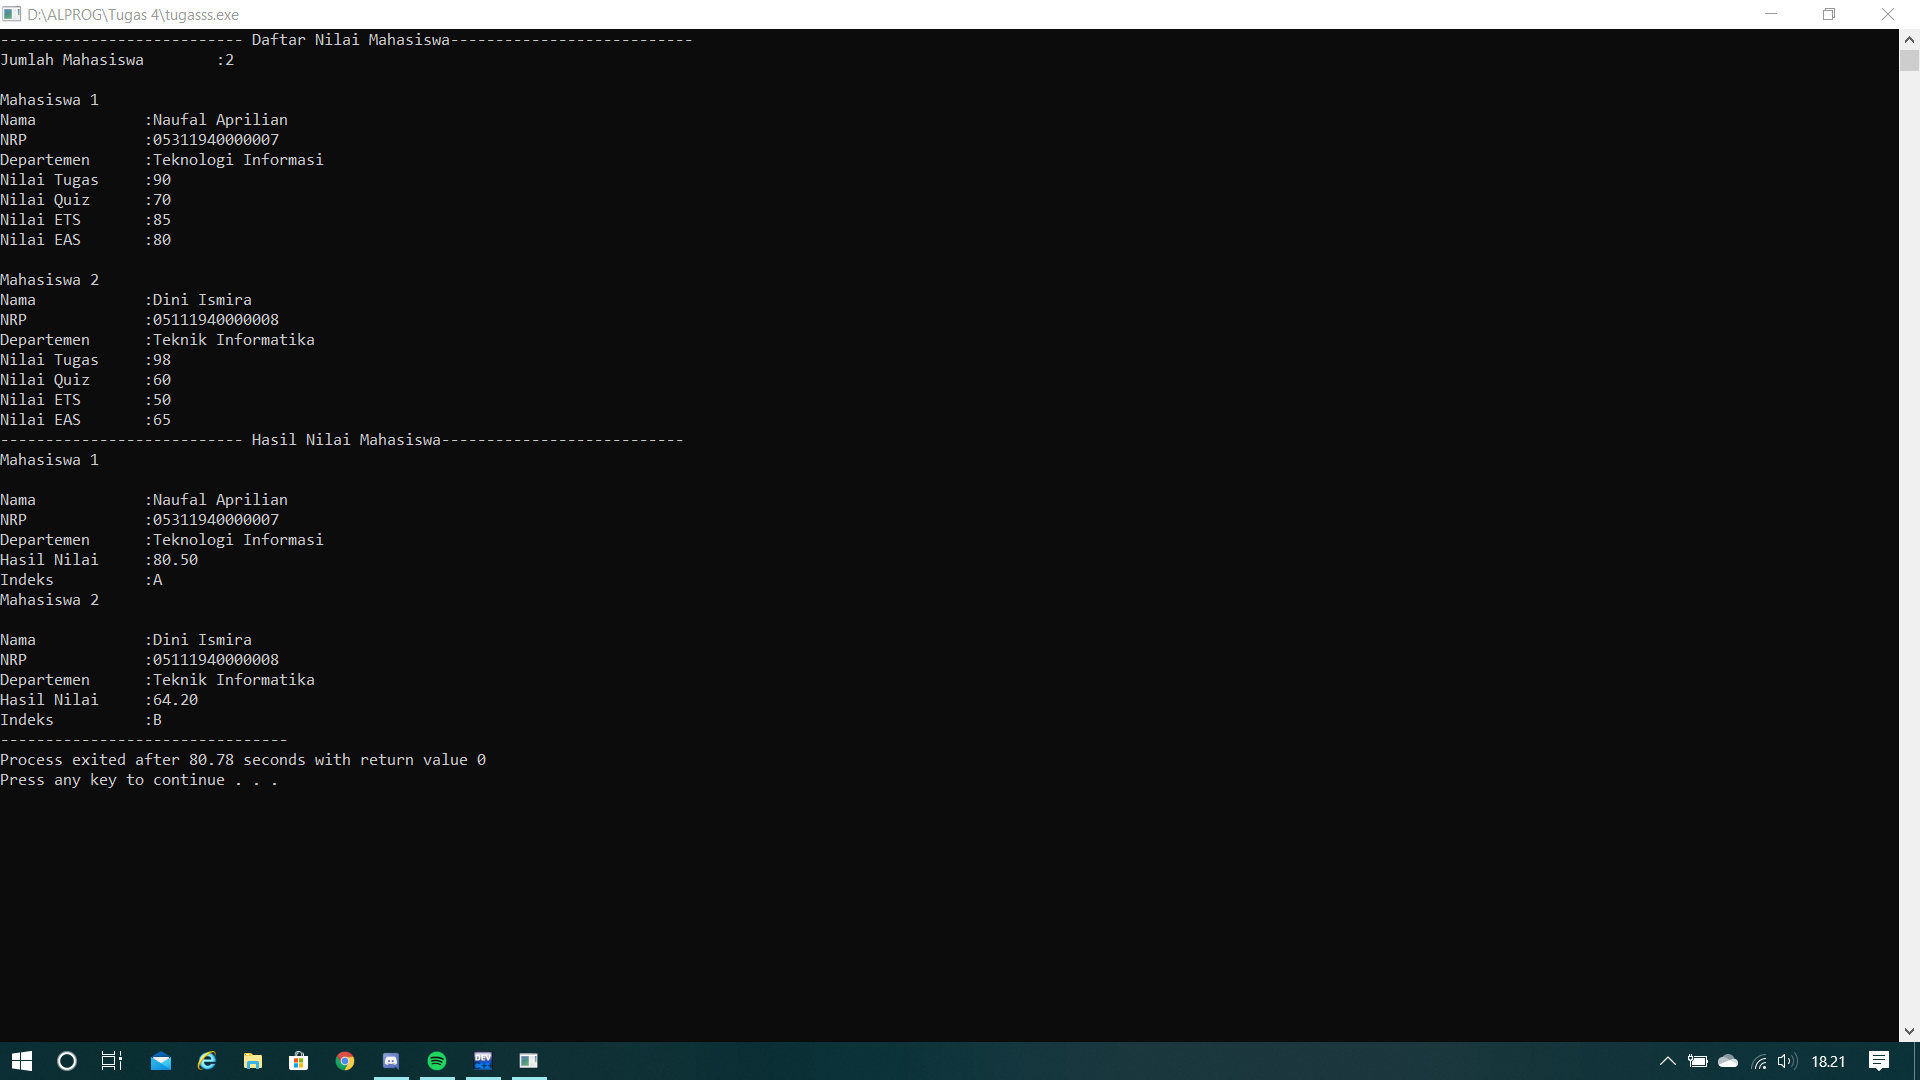 D:\ALPROG\Tugas 4\tugasss.exe
--------------------------- Daftar Nilai Mahasiswa---------------------------
Jumlah Mahasiswa        :2
Mahasiswa 1
Nama            :Naufal Aprilian
NRP             :05311940000007
Departemen      :Teknologi Informasi
Nilai Tugas     :90
Nilai Quiz      :70
Nilai ETS       :85
Nilai EAS       :80
Mahasiswa 2
Nama            :Dini Ismira
NRP             :05111940000008
Departemen      :Teknik Informatika
Nilai Tugas     :98
Nilai Quiz      :60
Nilai ETS       :50
Nilai EAS       :65
--------------------------- Hasil Nilai Mahasiswa---------------------------
Mahasiswa 1
Nama            :Naufal Aprilian
NRP             :05311940000007
Departemen      :Teknologi Informasi
Hasil Nilai     :80.50
Indeks          :A
Mahasiswa 2
Nama            :Dini Ismira
NRP             :05111940000008
Departemen      :Teknik Informatika
Hasil Nilai     :64.20
Indeks          :B
--------------------------------
Process exited after 80.78 seconds with return value 0
Press any key to continue . . .
DEV C++
18.21